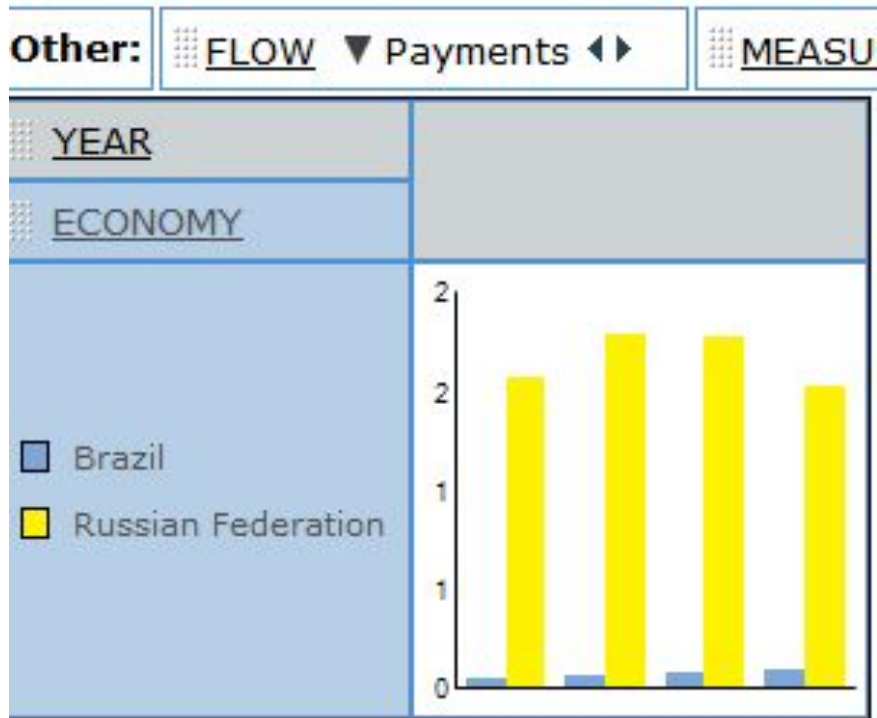 Other: FLOW ▼ Payments
MEASU
YEAR
ECONOMY
2
2
1
1
0
Brazil
Russian Federation